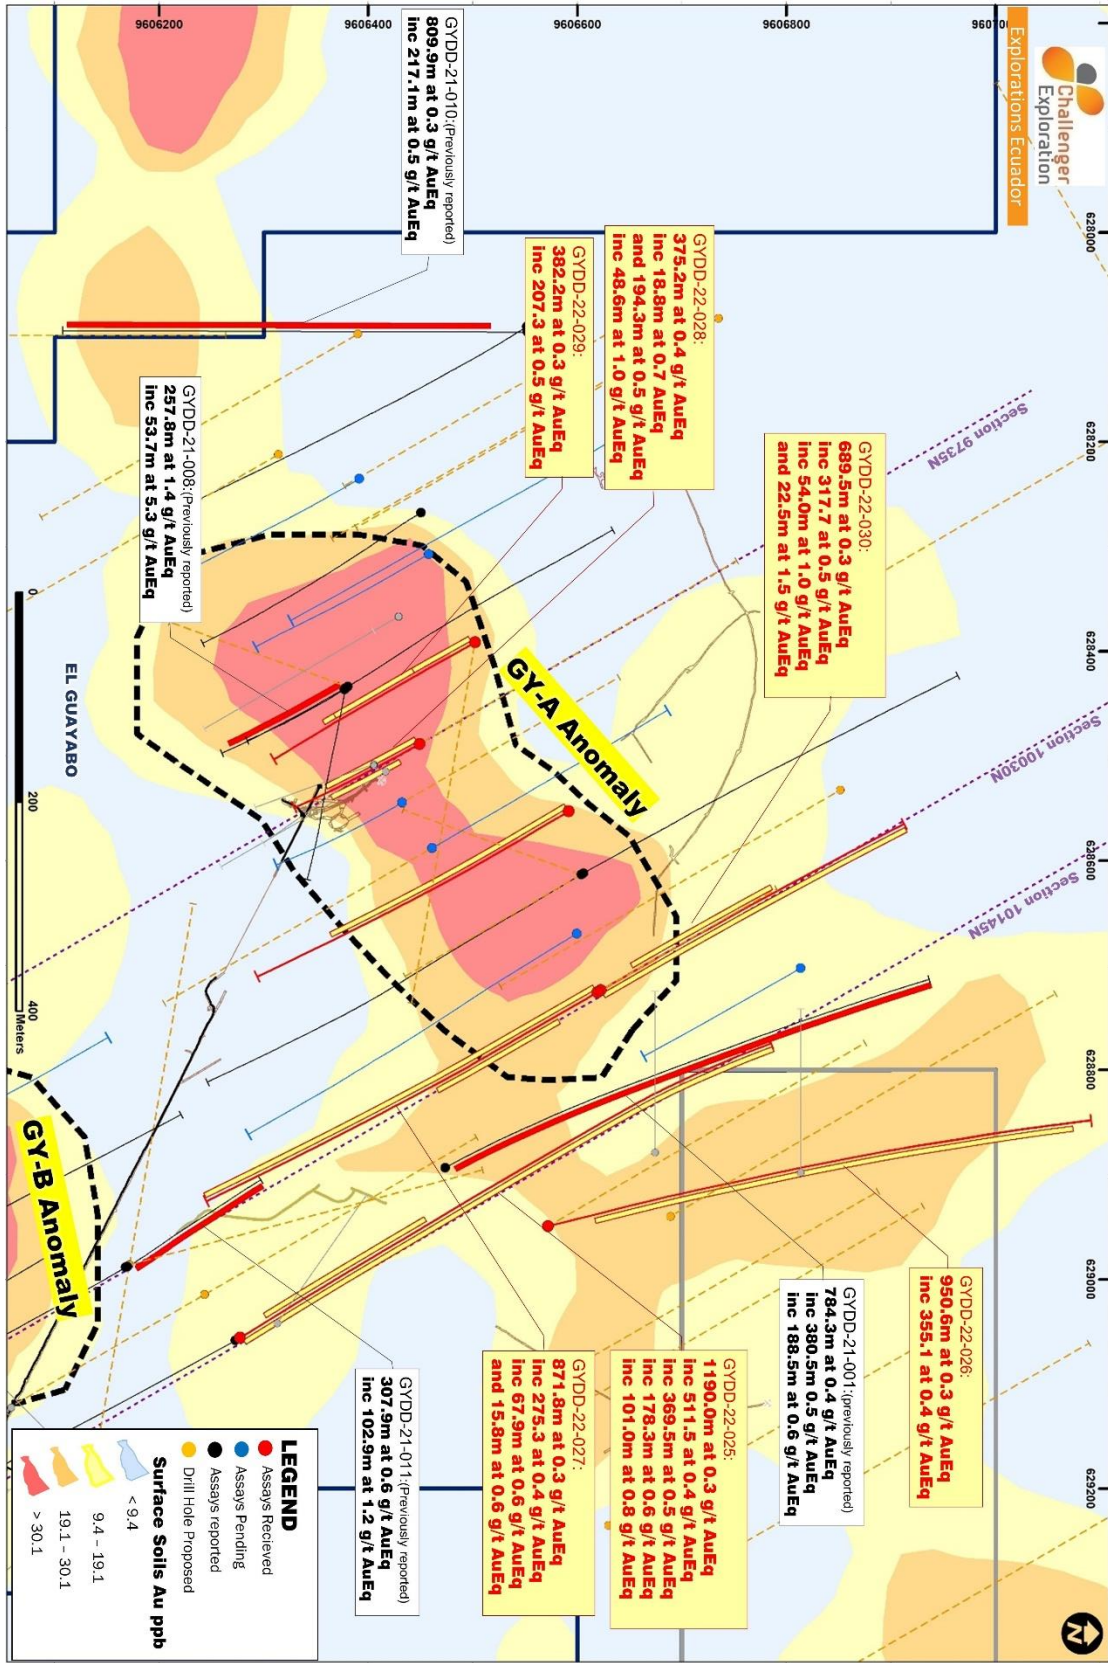 Challenger
Exploration
Explorations Ecuador
628000
628200
628400
628600
628800
629000
629200
9606800
9606600
9606400
9606200
GYDD-21-010:(Previously reported)
809.9m at 0.3 g/t AuEq
inc 217.1m at 0.5 g/t AuEq
GYDD-22-029:
382.2m at 0.3 g/t AuEq
inc 207.3 at 0.5 g/t AuEq
GYDD-22-028:
375.2m at 0.4 g/t AuEq
inc 18.8m at 0.7 AuEq
and 194.3m at 0.5 g/t AuEq
inc 48.6m at 1.0 g/t AuEq
GYDD-22-030:
689.5m at 0.3 g/t AuEq
inc 317.7 at 0.5 g/t AuEq
inc 54.0m at 1.0 g/t AuEq
and 22.5m at 1.5 g/t AuEq
GYDD-21-008:(Previously reported)
257.8m at 1.4 g/t AuEq
inc 53.7m at 5.3 g/t AuEq
Section 9735N
Section 10030N
Section 10145N
GY-A Anomaly
GY-B Anomaly
EL GUAYABO
0
200
400
Meters
GYDD-22-026:
950.6m at 0.3 g/t AuEq
inc 355.1 at 0.4 g/t AuEq
GYDD-21-001:(previously reported)
784.3m at 0.4 g/t AuEq
inc 380.5m 0.5 g/t AuEq
inc 188.5m at 0.6 g/t AuEq
GYDD-22-025:
1190.0m at 0.3 g/t AuEq
inc 511.5 at 0.4 g/t AuEq
inc 369.5m at 0.5 g/t AuEq
inc 178.3m at 0.6 g/t AuEq
inc 101.0m at 0.8 g/t AuEq
GYDD-22-027:
871.8m at 0.3 g/t AuEq
inc 275.3 at 0.4 g/t AuEq
inc 67.9m at 0.6 g/t AuEq
and 15.8m at 0.6 g/t AuEq
GYDD-21-011:(Previously reported)
307.9m at 0.6 g/t AuEq
inc 102.9m at 1.2 g/t AuEq
LEGEND
Assays Recieved
Assays Pending
Assays reported
Drill Hole Proposed
Surface Soils Au ppb
< 9.4
9.4 – 19.1
19.1 – 30.1
> 30.1
N